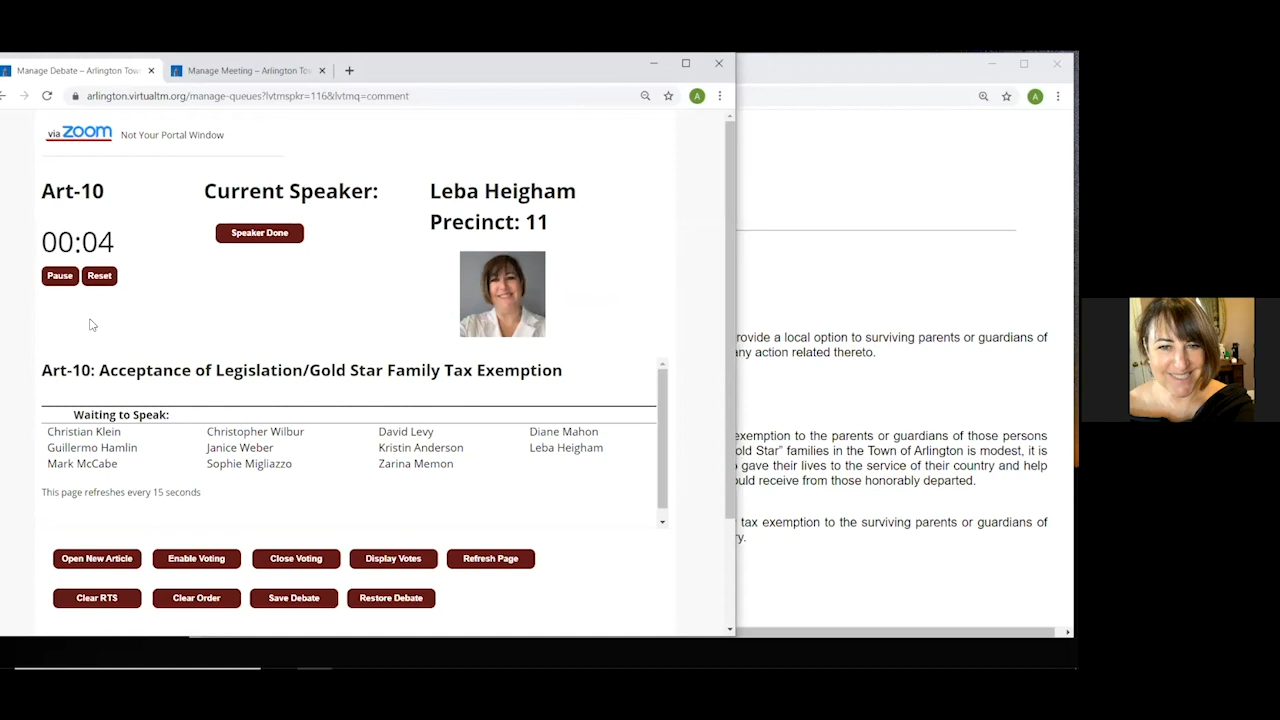 Manage Debate – Arlington Tow
Manage Meeting – Arlington To
arlington.virtualtm.org/manage-queues?lvtmspkr=116&lvtmq=comment
A
A
via zoom Not Your Portal Window
Art-10
Current Speaker:
Leba Heigham
Precinct: 11
00:04
Speaker Done
Pause Reset
Art-10: Acceptance of Legislation/Gold Star Family Tax Exemption
Waiting to Speak:
Christian Klein Christopher Wilbur David Levy Diane Mahon
Guillermo Hamlin Janice Weber Kristin Anderson Leba Heigham
Mark McCabe Sophie Migliazzo Zarina Memon
This page refreshes every 15 seconds
Open New Article Enable Voting Close Voting Display Votes Refresh Page
Clear RTS Clear Order Save Debate Restore Debate
rovide a local option to surviving parents or guardians of
any action related thereto.
exemption to the parents or guardians of those persons
old Star” families in the Town of Arlington is modest, it is
gave their lives to the service of their country and help
ould receive from those honorably departed.
tax exemption to the surviving parents or guardians of
ry.